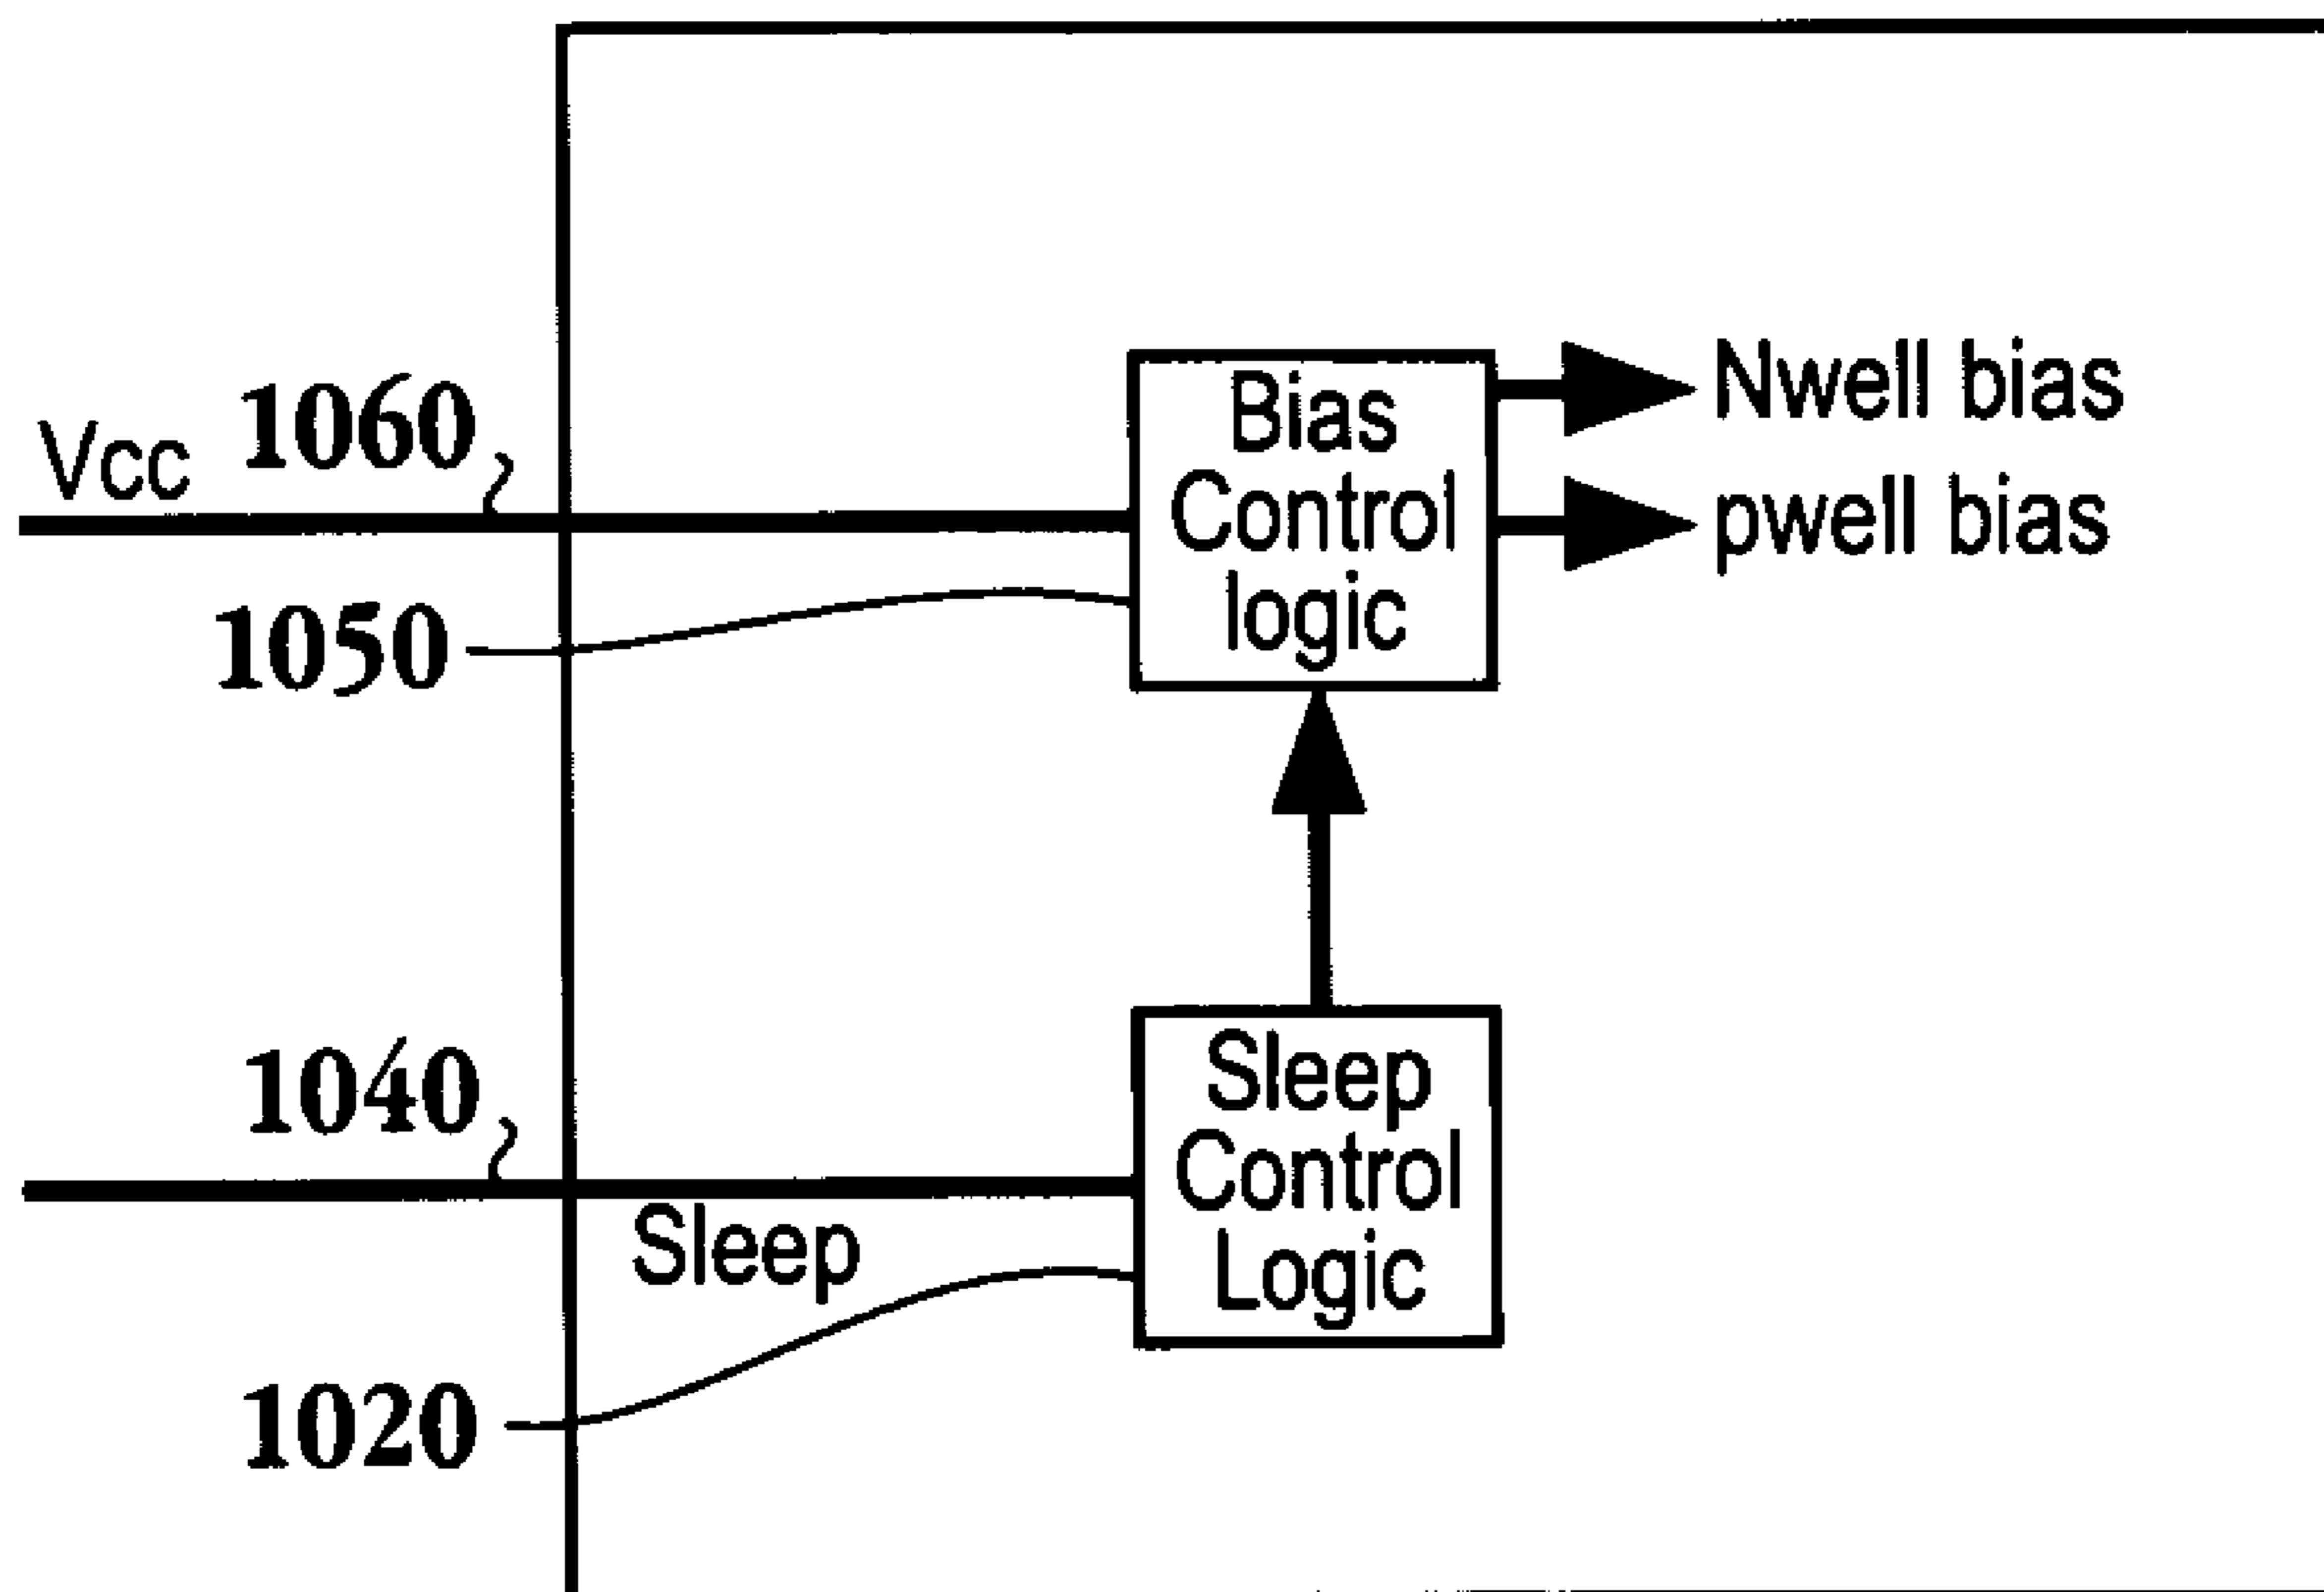 Vcc
1060
1050
Bias
Control
logic
Nwell bias
pwell bias
1040
Sleep
1020
Sleep
Control
Logic